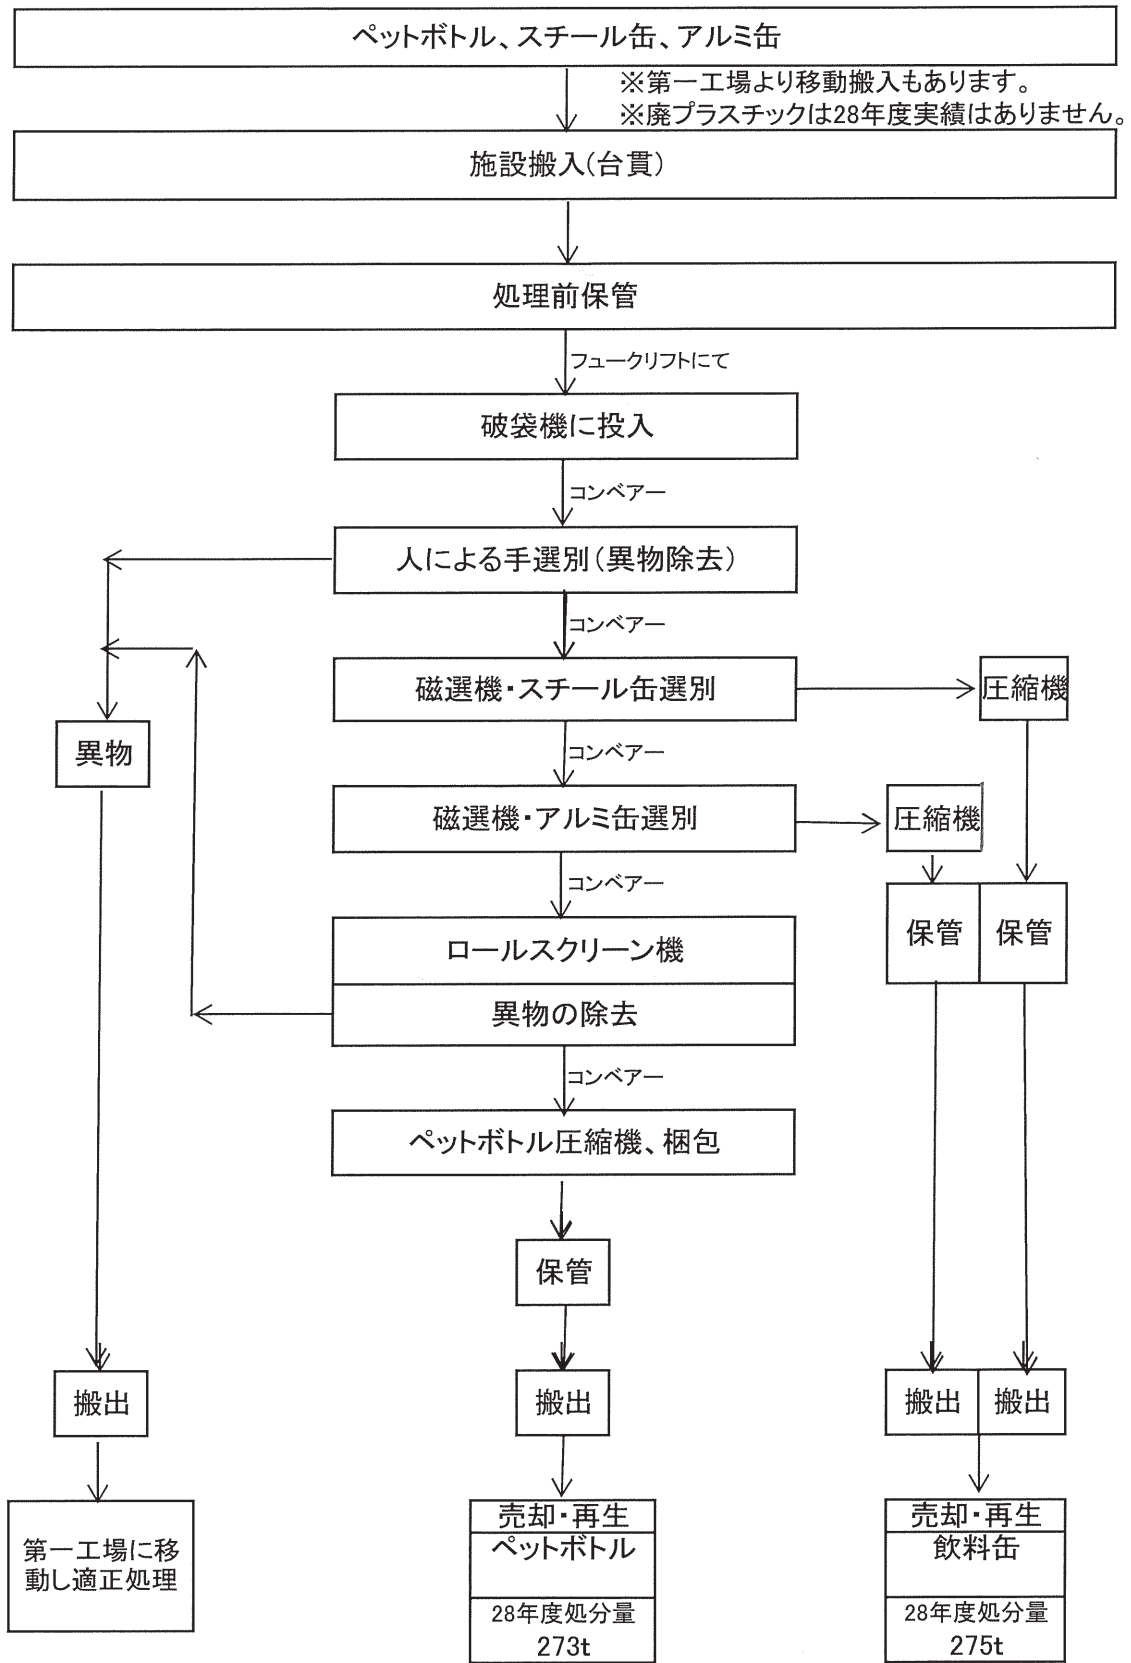 ペットボトル、スチール缶、アルミ缶
※第一工場より移動搬入もあります。
※廃プラスチックは28年度実績はありません。
施設搬入(台貫)
処理前保管
フュークリフトにて
破袋機に投入
コンベアー
人による手選別(異物除去)
コンベアー
磁選機・スチール缶選別
圧縮機
異物
コンベアー
磁選機・アルミ缶選別
圧縮機
コンベアー
保管
保管
ロールスクリーン機
異物の除去
コンベアー
ペットボトル圧縮機、梱包
保管
搬出
搬出
搬出
搬出
第一工場に移
動し適正処理
売却・再生
ペットボトル
28年度処分量
273t
売却・再生
飲料缶
28年度処分量
275t